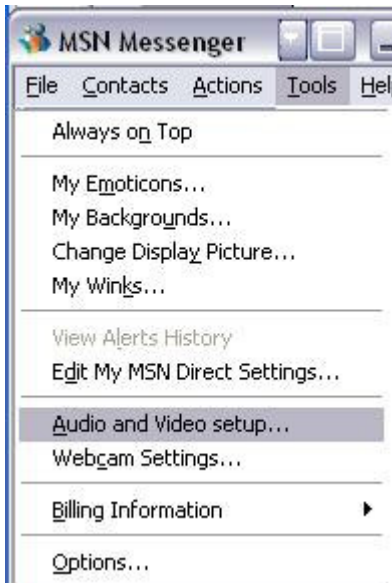 MSN Messenger
File Contacts Actions Tools Hel
Always on Top
My Emoticons...
My Backgrounds...
Change Display Picture...
My Winks...
View Alerts History
Edit My MSN Direct Settings...
Audio and Video setup...
Webcam Settings...
Billing Information
Options...